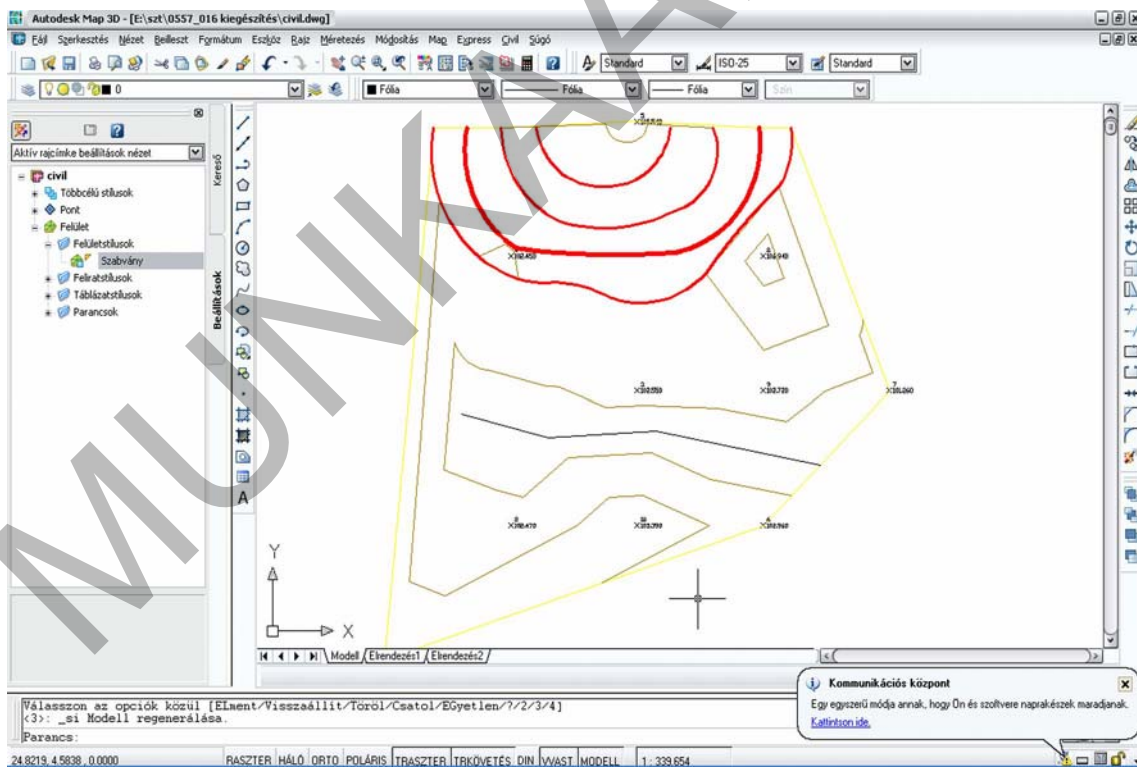 Autodesk Map 3D - [E:\szt\0557_016 kiegészítés\civil.dwg]
Fájl Szerkesztés Nézet Beilleszt Formátum Eszköz Rajz Méretezés Módosítás Map Express Civil Súgó
Standard ISO-25 Standard
0 Fólia Fólia Fólia Szín
Aktív rajzcímke beállítások nézet
civil
Többcélú stílusok
Pont
Felület
Felületstílusok
Szabvány
Feliratstílusok
Táblázatstílusok
Parancsok
Kereső
Beállítások
Y
X
Modell Elrendezés1 Elrendezés2
Válasszon az opciók közül [ELment/Visszaállít/Töröl/Csatol/EGyetlen/?/2/3/4]
<3>: _si Modell regenerálása.
Parancs:
24.8219, 4.5838, 0.0000 RASZTER HÁLÓ ORTO POLÁRIS TRASZTER TRKÖVETÉS DIN VVAST MODELL 1 : 339.654
Kommunikációs központ
Egy egyszerű módja annak, hogy Ön és szoftvere naprakészek maradjanak.
Kattintson ide.